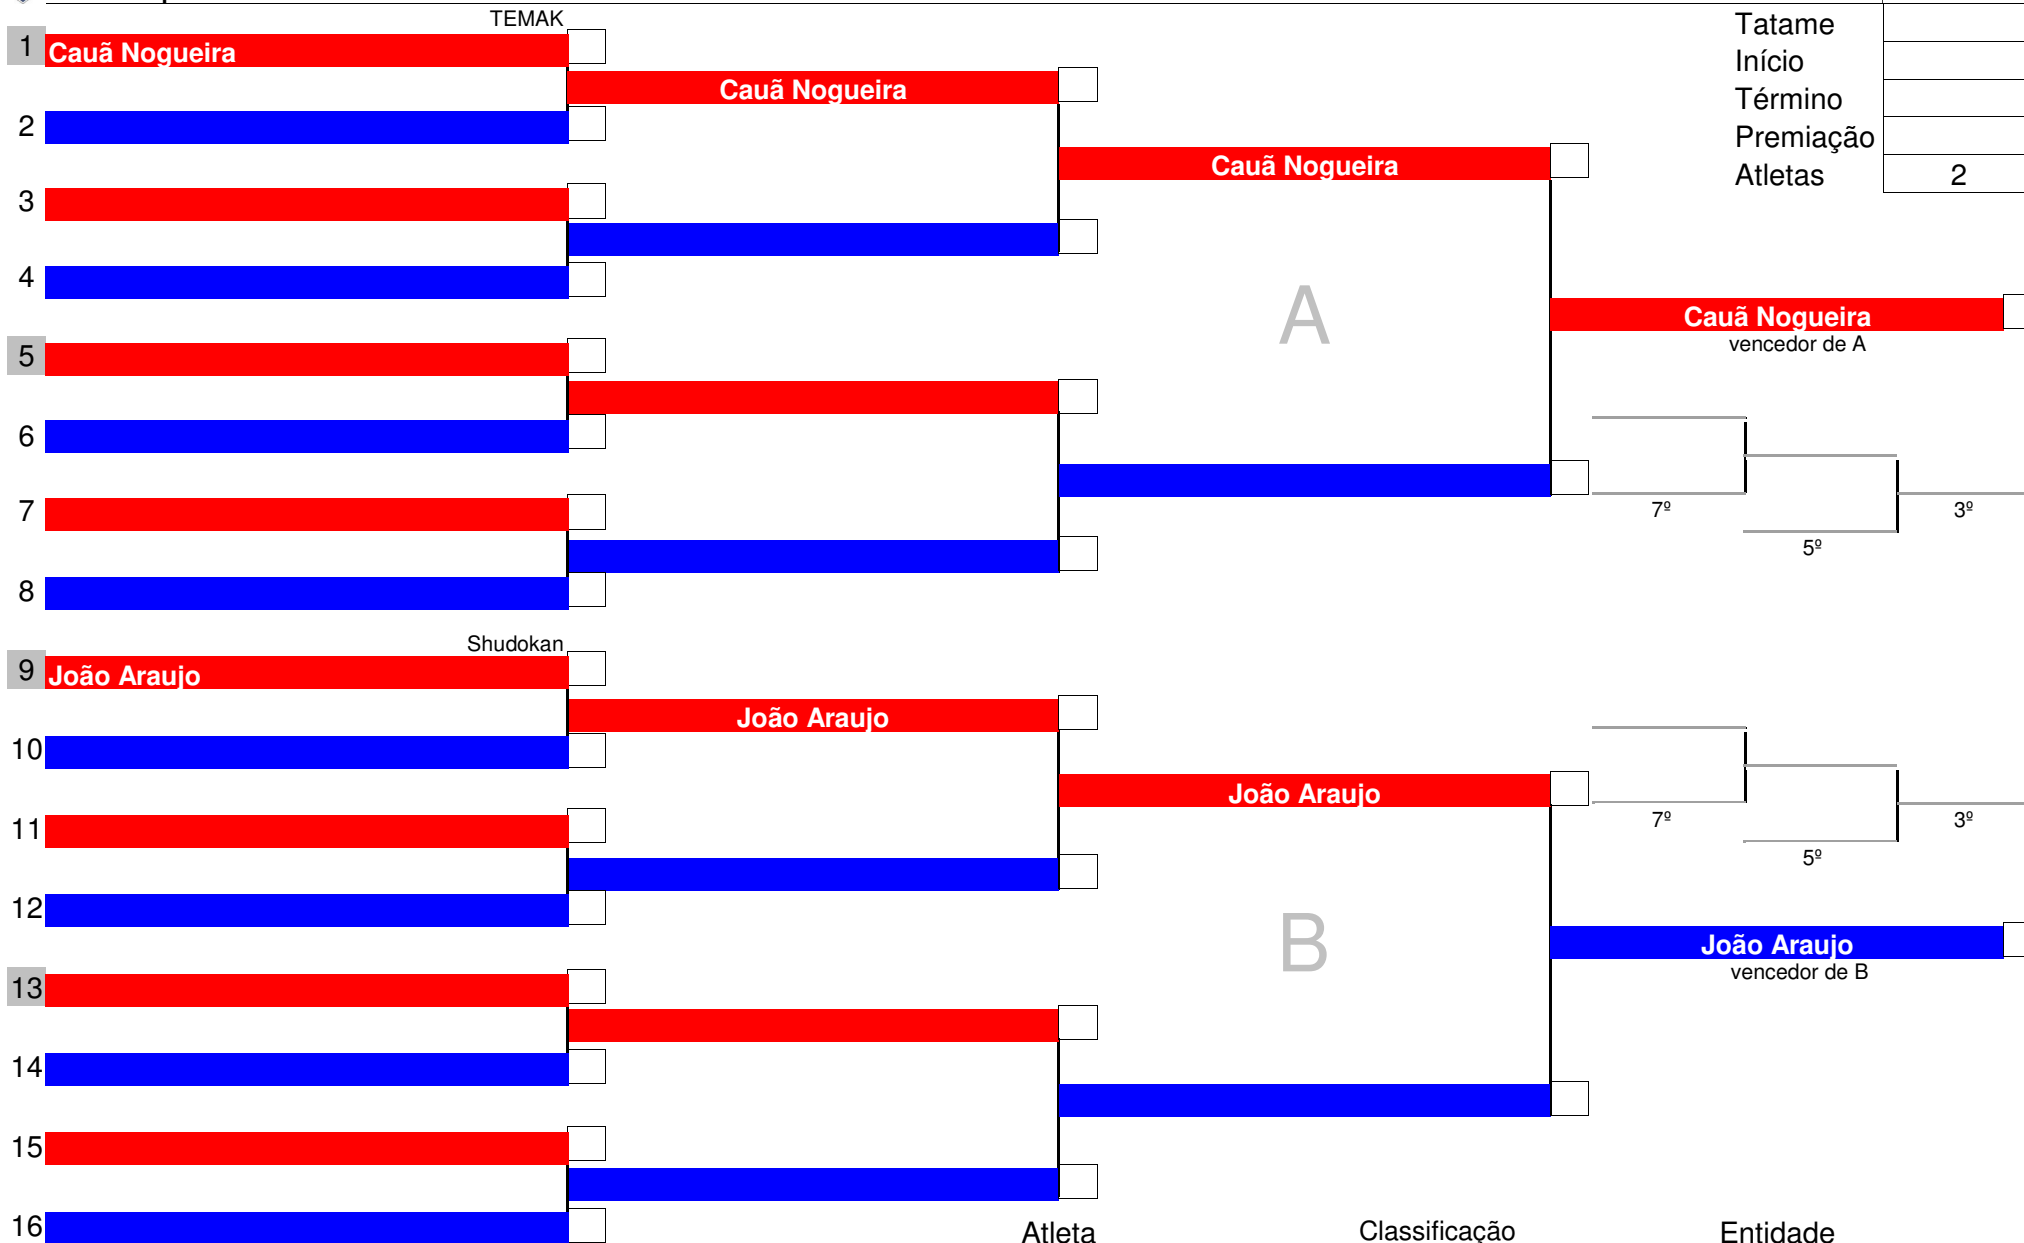 TEMAK
Tatame
1 Cauã Nogueira
Início
Cauã Nogueira
Término
2
Premiação
Cauã Nogueira
Atletas 2
3
4
A
Cauã Nogueira
vencedor de A
5
6
7
7º 3º
5º
8
Shudokan
9 João Araujo
João Araujo
10
João Araujo
11
7º 3º
5º
12
B
João Araujo
vencedor de B
13
14
15
16
Atleta Classificação Entidade